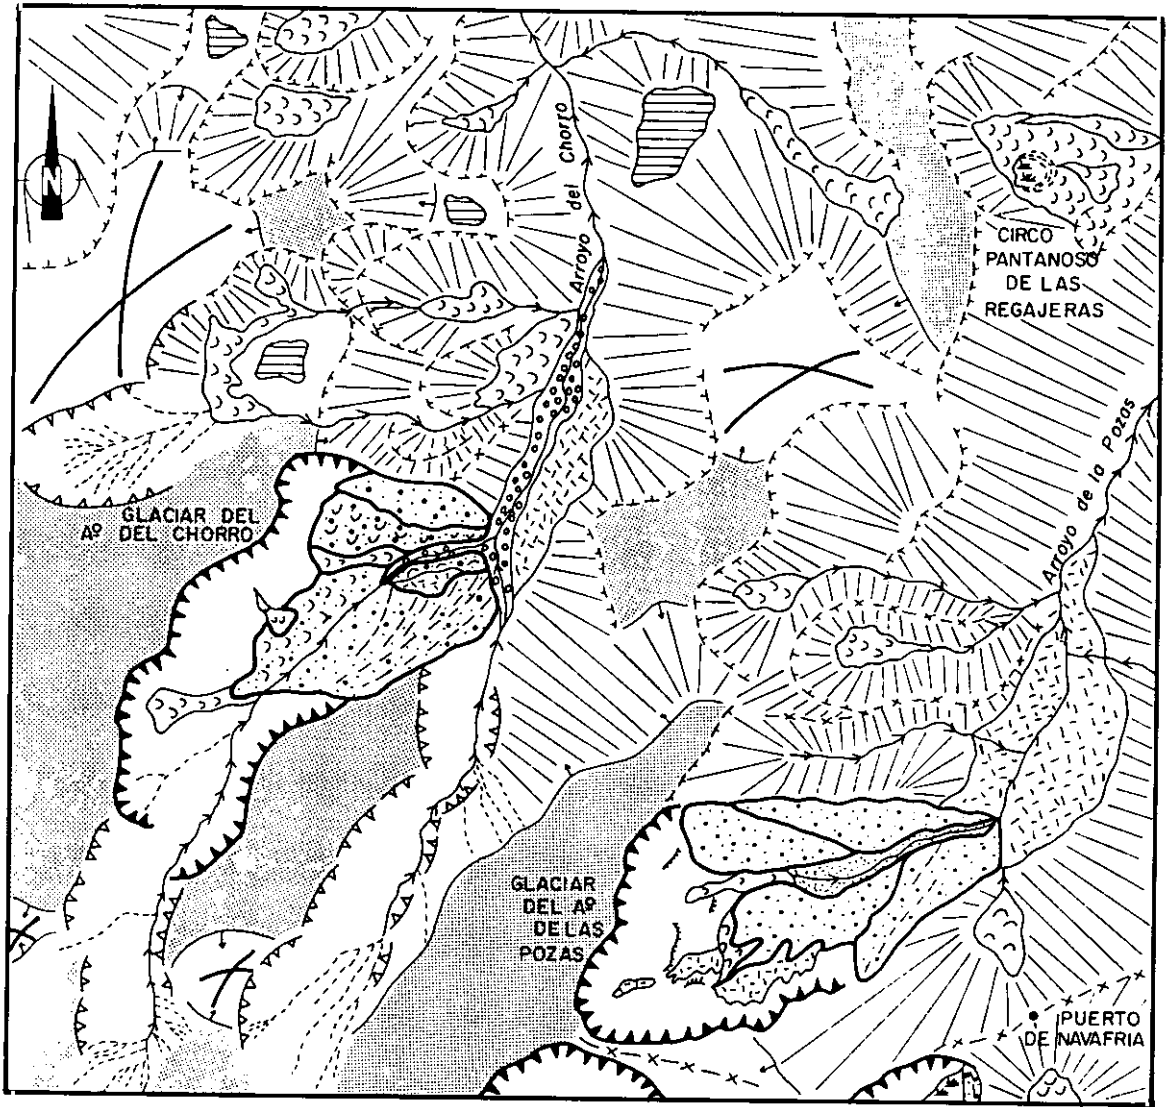 N
Arroyo del Chorro
CIRCO
PANTANOSO
DE LAS
REGAJERAS
GLACIAR DEL
Aº DEL CHORRO
Arroyo de la Pozas
GLACIAR
DEL Aº
DE LAS
POZAS
PUERTO
DE NAVAFRIA